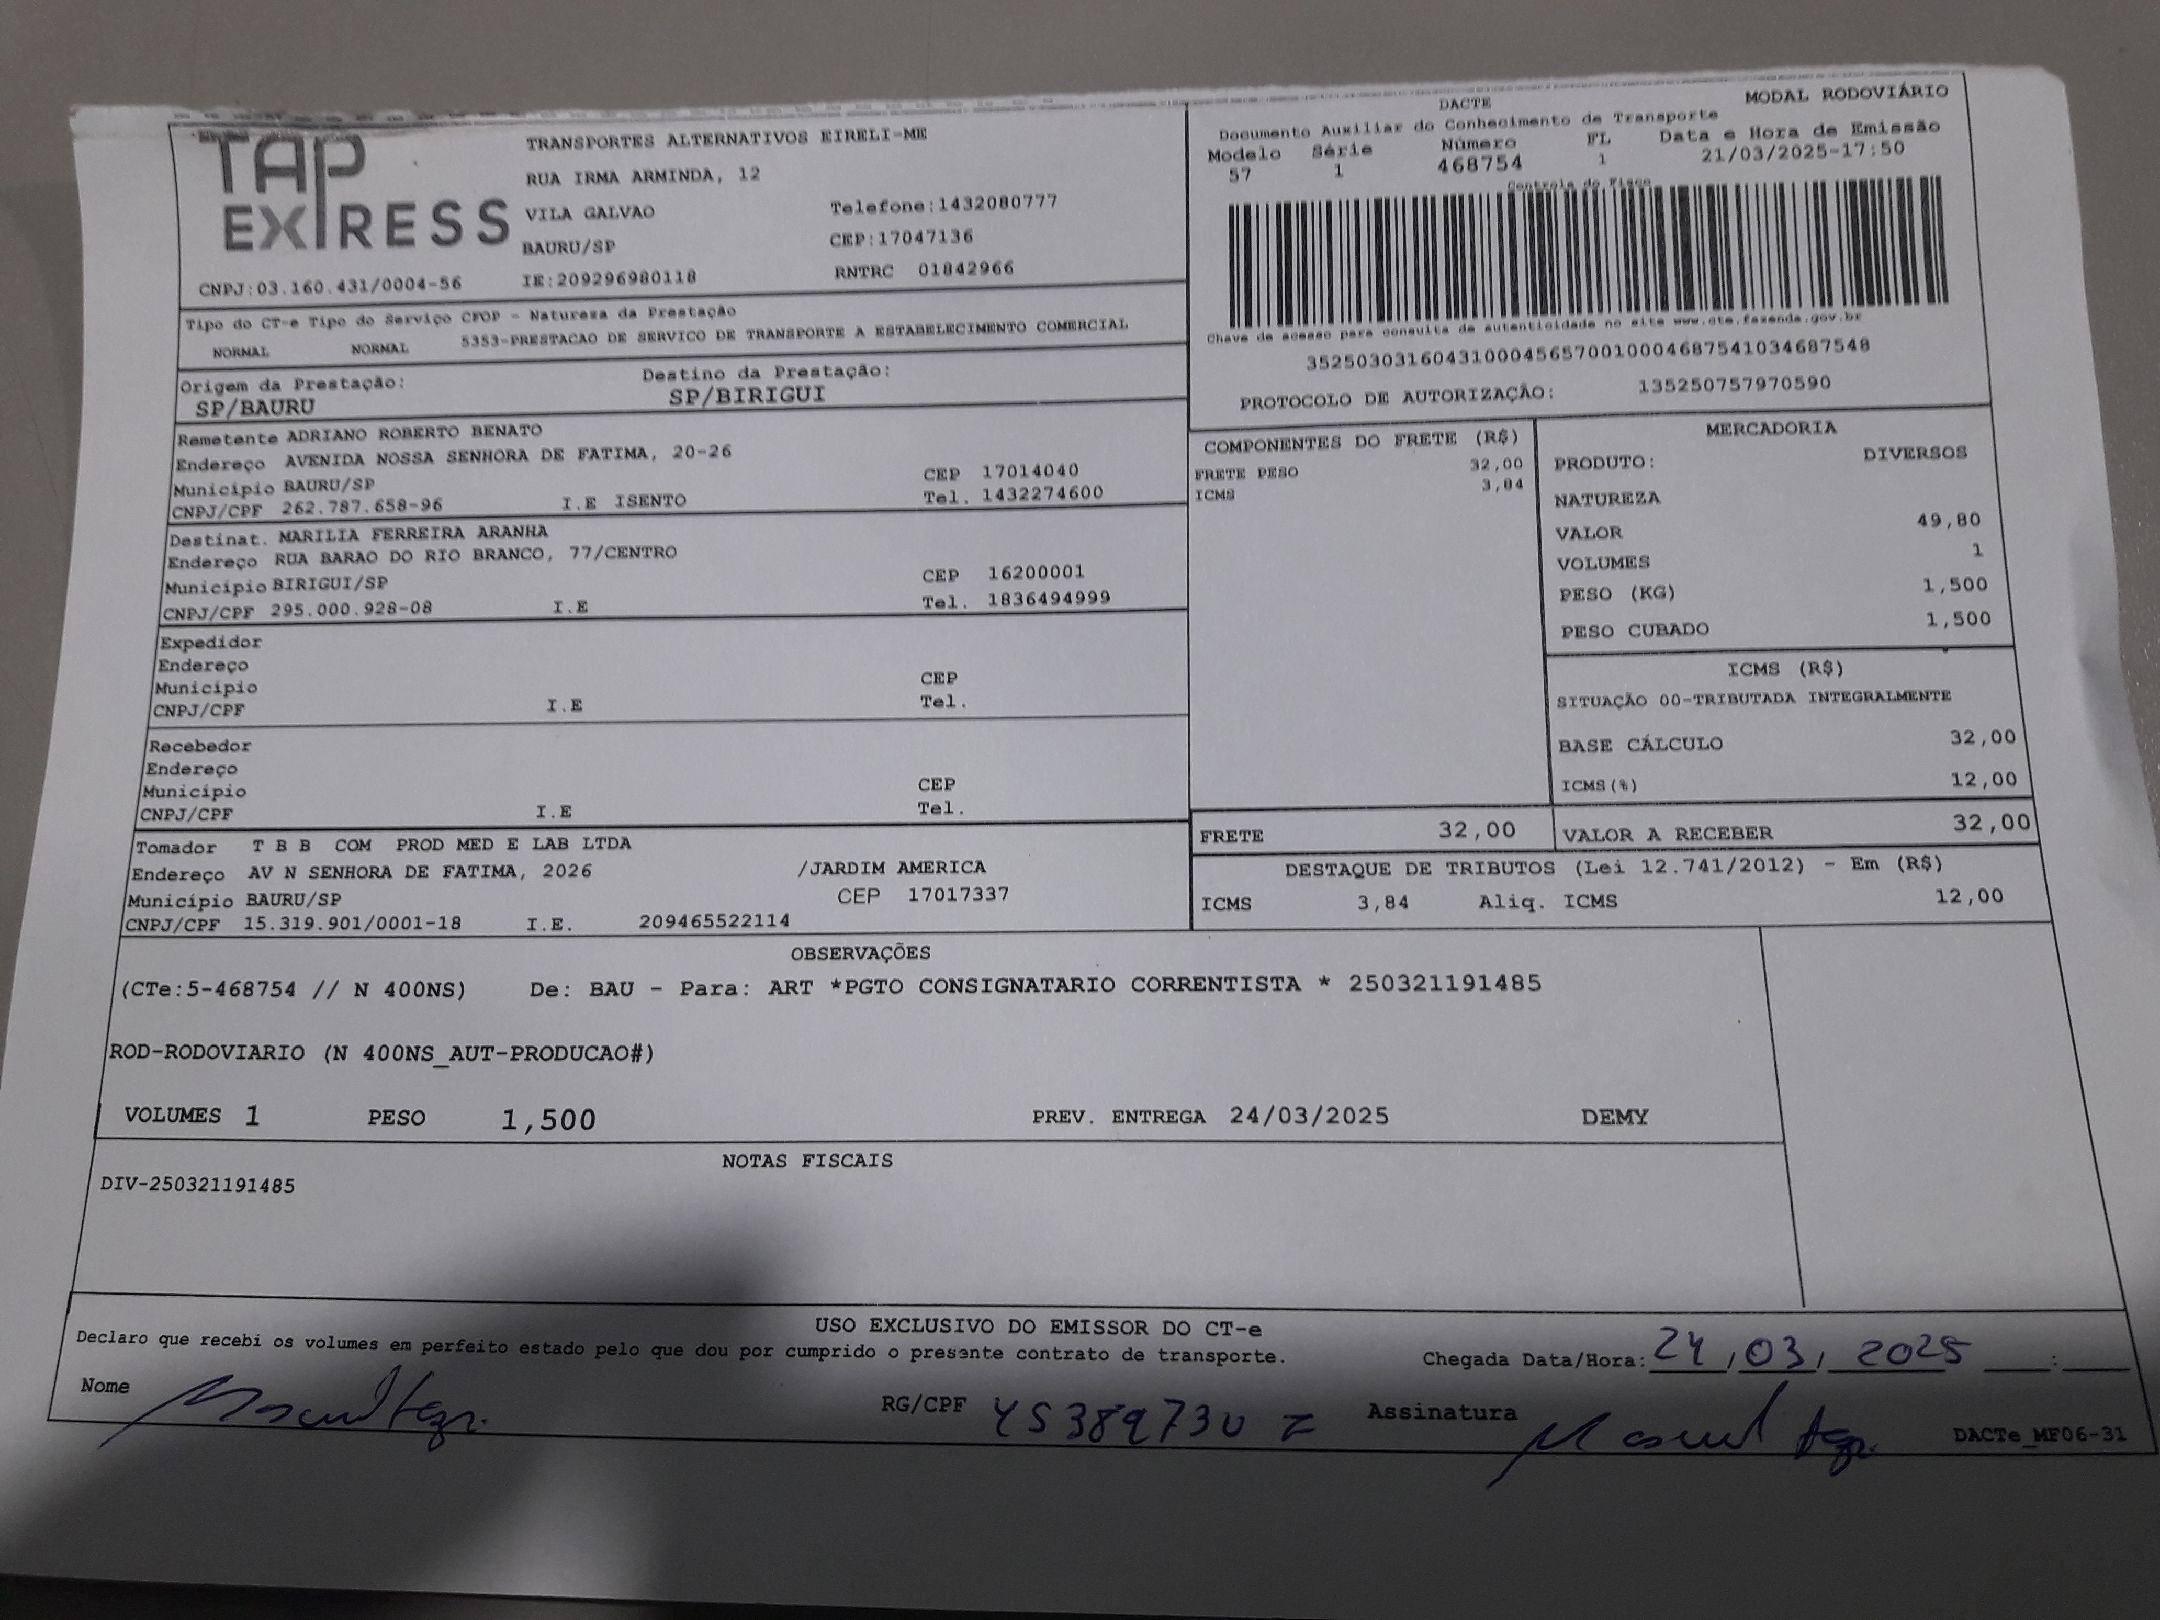 TAP EXPRESS
TRANSPORTES ALTERNATIVOS EIRELI-ME
RUA IRMA ARMINDA, 12
VILA GALVAO Telefone:1432080777
BAURU/SP CEP:17047136
CNPJ:03.160.431/0004-56 IE:209296980118 RNTRC 01842966
DACTE MODAL RODOVIÁRIO
Documento Auxiliar do Conhecimento de Transporte
Modelo Série Número FL Data e Hora de Emissão
57 1 468754 1 21/03/2025-17:50
Controle do Fisco
Chave de acesso para consulta de autenticidade no site www.cte.fazenda.gov.br
35250303160431000456570010004687541034687548
PROTOCOLO DE AUTORIZAÇÃO: 135250757970590
Tipo do CT-e Tipo do Serviço CFOP - Natureza da Prestação
NORMAL NORMAL 5353-PRESTACAO DE SERVICO DE TRANSPORTE A ESTABELECIMENTO COMERCIAL
Origem da Prestação: Destino da Prestação:
SP/BAURU SP/BIRIGUI
Remetente ADRIANO ROBERTO BENATO
Endereço AVENIDA NOSSA SENHORA DE FATIMA, 20-26
Município BAURU/SP CEP 17014040
CNPJ/CPF 262.787.658-96 I.E ISENTO Tel. 1432274600
Destinat. MARILIA FERREIRA ARANHA
Endereço RUA BARAO DO RIO BRANCO, 77/CENTRO
Município BIRIGUI/SP CEP 16200001
CNPJ/CPF 295.000.928-08 I.E Tel. 1836494999
Expedidor
Endereço
Município CEP
CNPJ/CPF I.E Tel.
Recebedor
Endereço
Município CEP
CNPJ/CPF I.E Tel.
Tomador T B B COM PROD MED E LAB LTDA
Endereço AV N SENHORA DE FATIMA, 2026 /JARDIM AMERICA
Município BAURU/SP CEP 17017337
CNPJ/CPF 15.319.901/0001-18 I.E. 209465522114
COMPONENTES DO FRETE (R$)
FRETE PESO 32,00
ICMS 3,84
MERCADORIA
PRODUTO: DIVERSOS
NATUREZA
VALOR 49,80
VOLUMES 1
PESO (KG) 1,500
PESO CUBADO 1,500
ICMS (R$)
SITUAÇÃO 00-TRIBUTADA INTEGRALMENTE
BASE CÁLCULO 32,00
ICMS(%) 12,00
FRETE 32,00 VALOR A RECEBER 32,00
DESTAQUE DE TRIBUTOS (Lei 12.741/2012) - Em (R$)
ICMS 3,84 Aliq. ICMS 12,00
OBSERVAÇÕES
(CTe:5-468754 // N 400NS) De: BAU - Para: ART *PGTO CONSIGNATARIO CORRENTISTA * 250321191485
ROD-RODOVIARIO (N 400NS_AUT-PRODUCAO#)
VOLUMES 1 PESO 1,500 PREV. ENTREGA 24/03/2025 DEMY
NOTAS FISCAIS
DIV-250321191485
USO EXCLUSIVO DO EMISSOR DO CT-e
Declaro que recebi os volumes em perfeito estado pelo que dou por cumprido o presente contrato de transporte. Chegada Data/Hora: 24/03/2025 :
Nome RG/CPF Assinatura DACTe_MF06-31